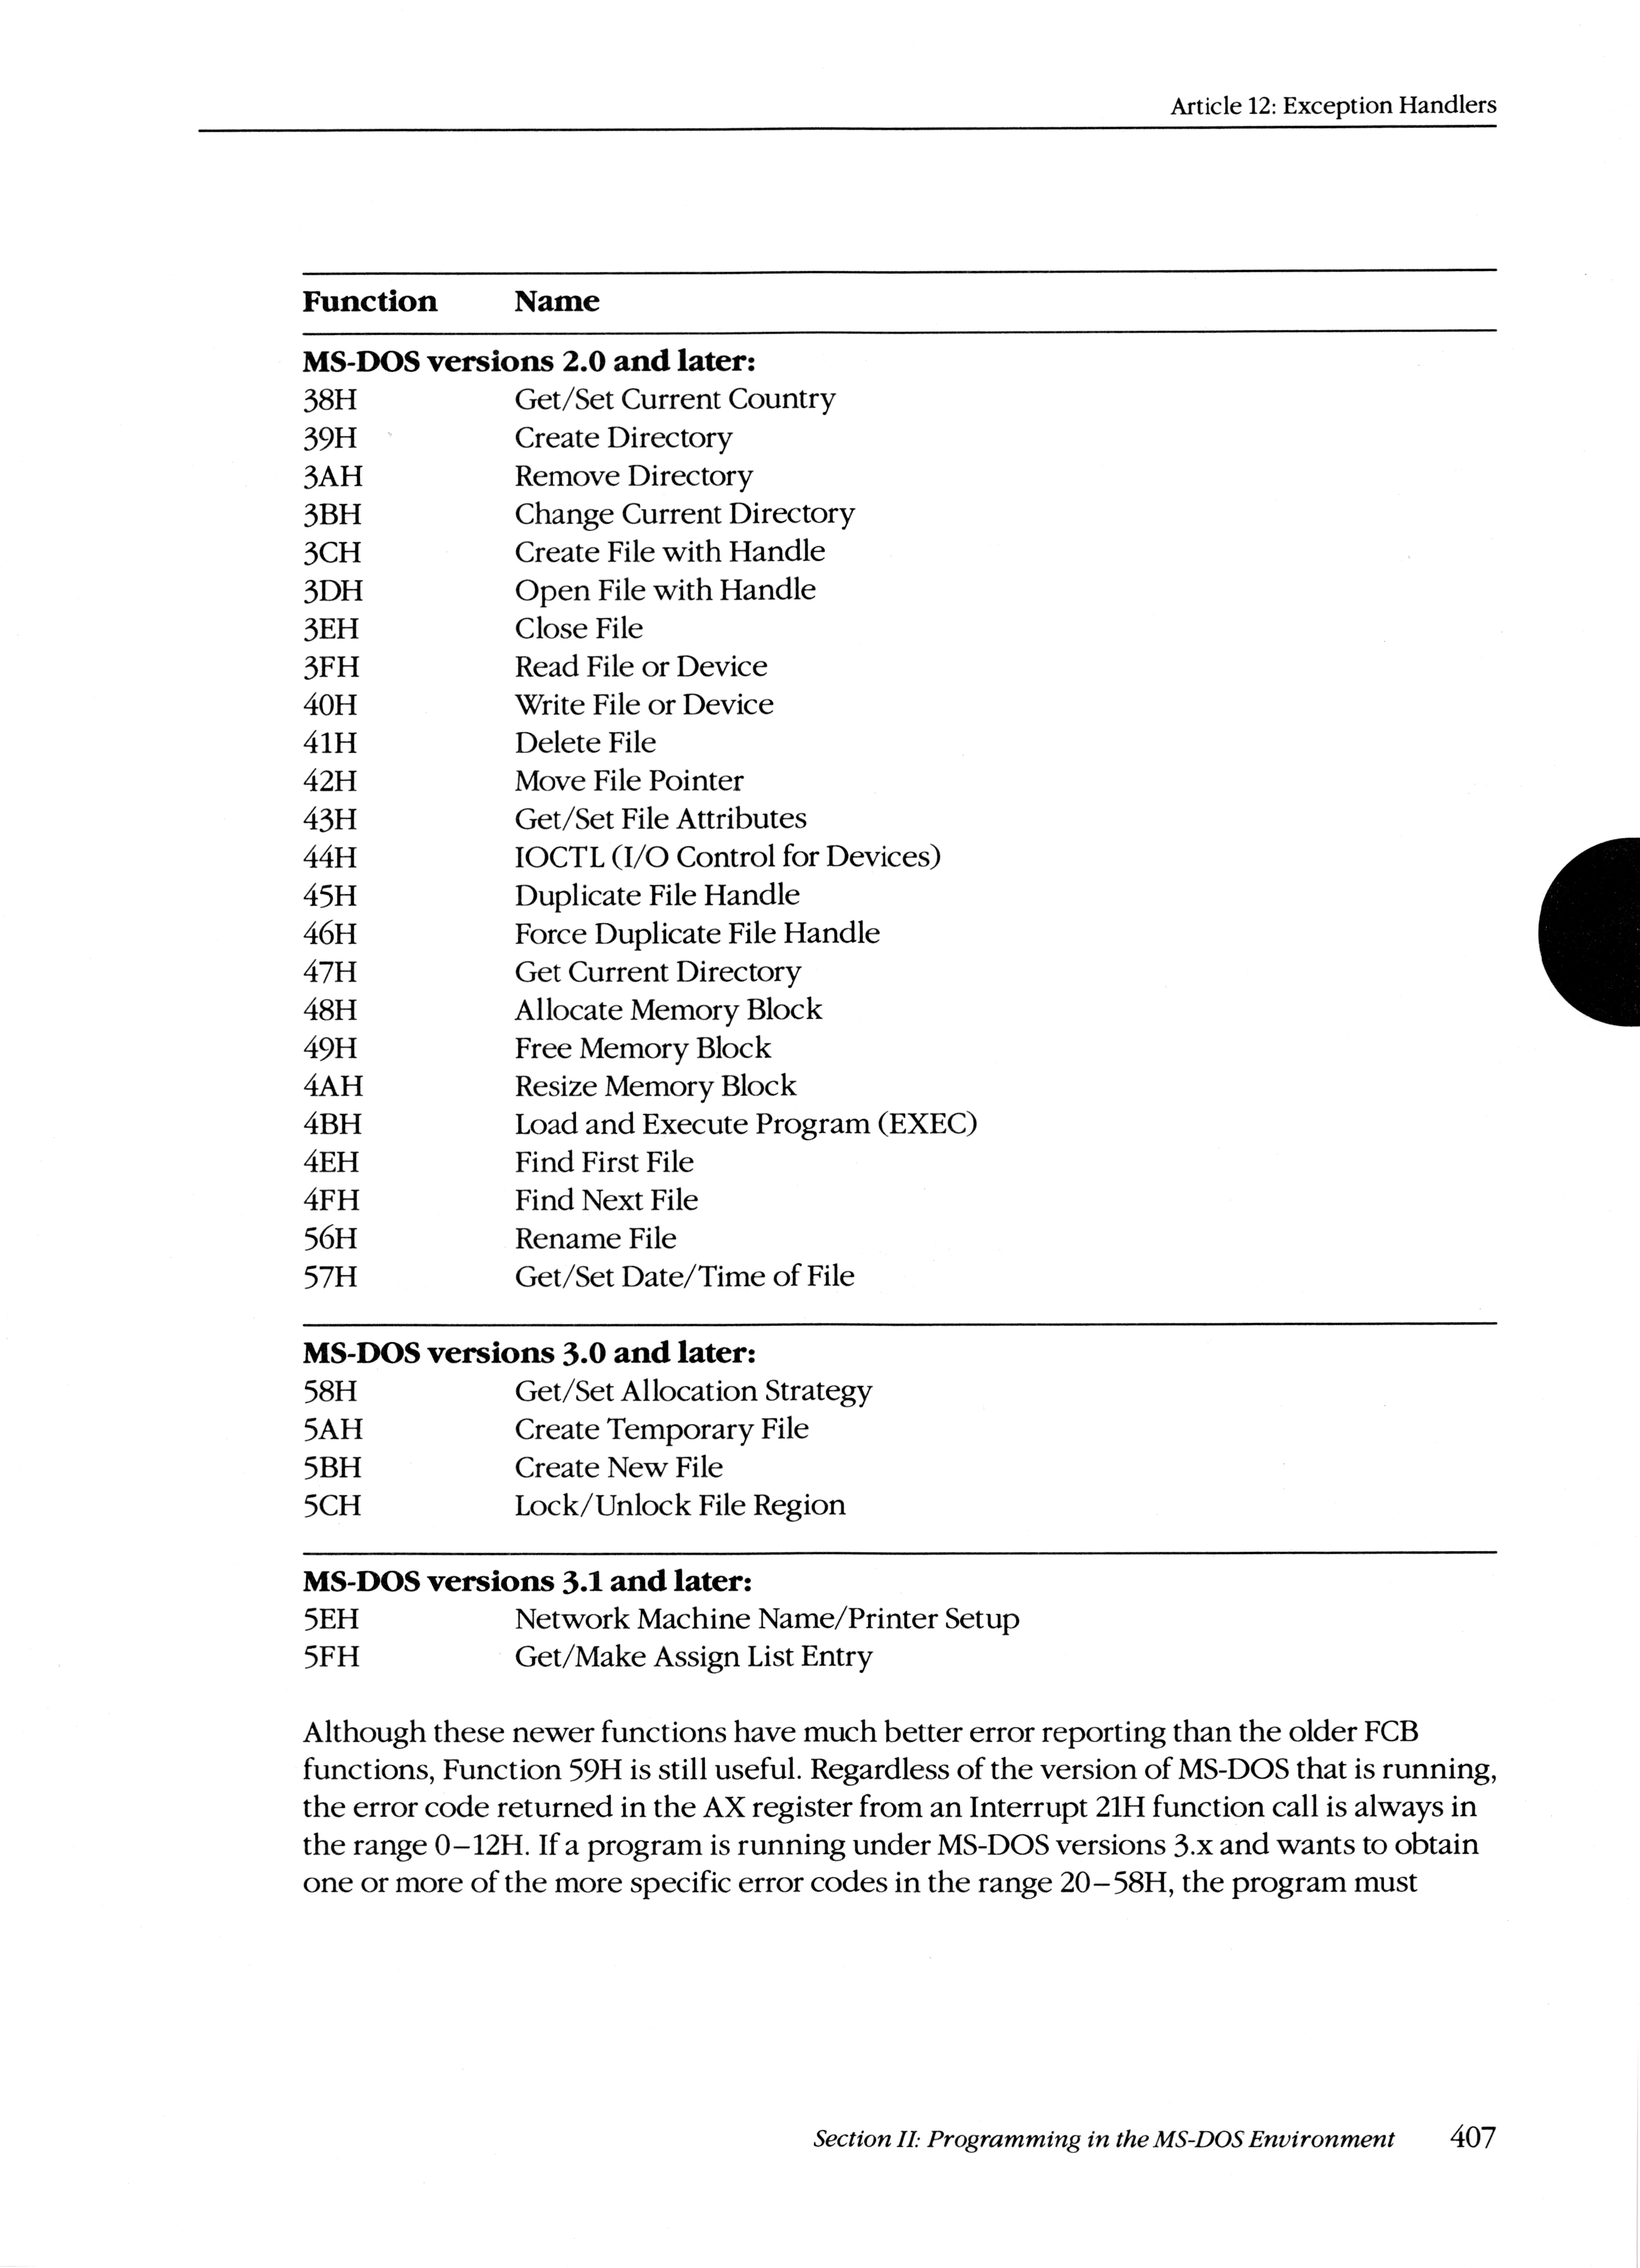 Article 12: Exception Handlers
Function Name
MS-DOS versions 2.0 and later:
38H Get/Set Current Country
39H Create Directory
3AH Remove Directory
3BH Change Current Directory
3CH Create File with Handle
3DH Open File with Handle
3EH Close File
3FH Read File or Device
40H Write File or Device
41H Delete File
42H Move File Pointer
43H Get/Set File Attributes
44H IOCTL (I/O Control for Devices)
45H Duplicate File Handle
46H Force Duplicate File Handle
47H Get Current Directory
48H Allocate Memory Block
49H Free Memory Block
4AH Resize Memory Block
4BH Load and Execute Program (EXEC)
4EH Find First File
4FH Find Next File
56H Rename File
57H Get/Set Date/Time of File
MS-DOS versions 3.0 and later:
58H Get/Set Allocation Strategy
5AH Create Temporary File
5BH Create New File
5CH Lock/Unlock File Region
MS-DOS versions 3.1 and later:
5EH Network Machine Name/Printer Setup
5FH Get/Make Assign List Entry
Although these newer functions have much better error reporting than the older FCB
functions, Function 59H is still useful. Regardless of the version of MS-DOS that is running,
the error code returned in the AX register from an Interrupt 21H function call is always in
the range 0–12H. If a program is running under MS-DOS versions 3.x and wants to obtain
one or more of the more specific error codes in the range 20–58H, the program must
Section II: Programming in the MS-DOS Environment 407